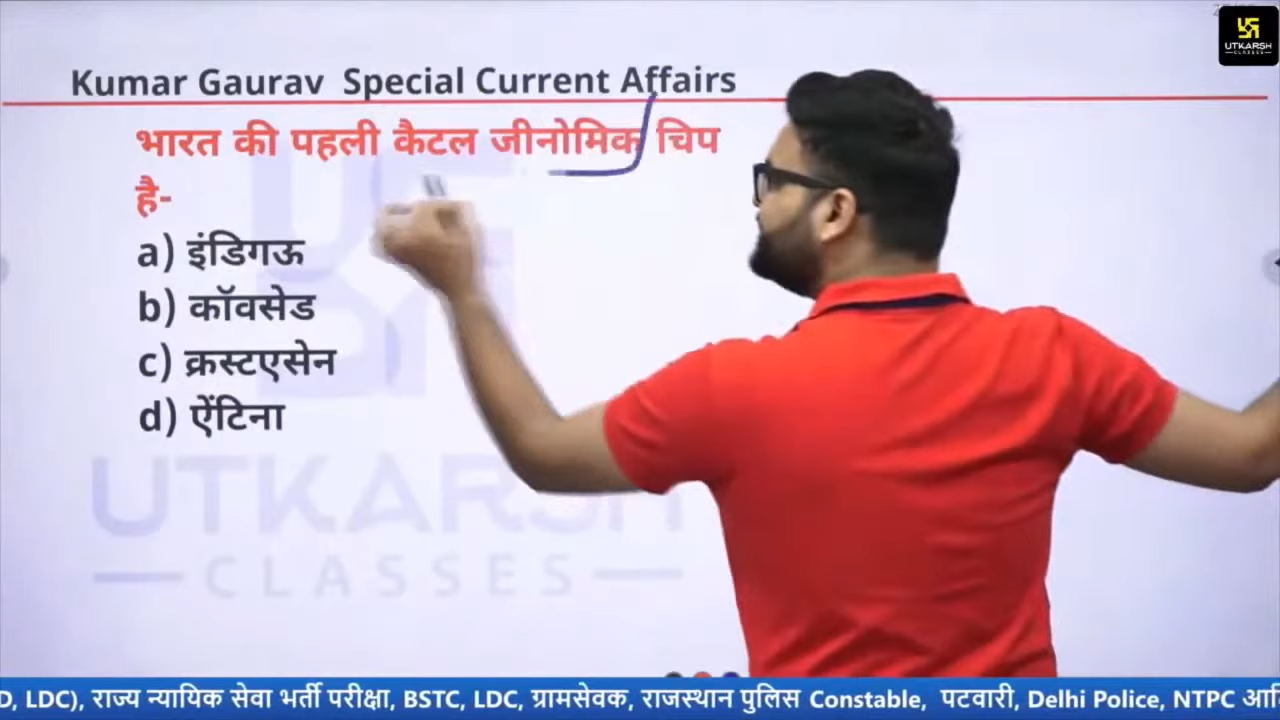 UTKARSH
CLASSES
Kumar Gaurav Special Current Affairs
भारत की पहली कैटल जीनोमिक चिप
है-
a) इंडिगऊ
b) कॉवसेड
c) क्रस्टएसेन
d) ऐंटिना
UTKARSH
CLASSES
D, LDC), राज्य न्यायिक सेवा भर्ती परीक्षा, BSTC, LDC, ग्रामसेवक, राजस्थान पुलिस Constable, पटवारी, Delhi Police, NTPC आदि